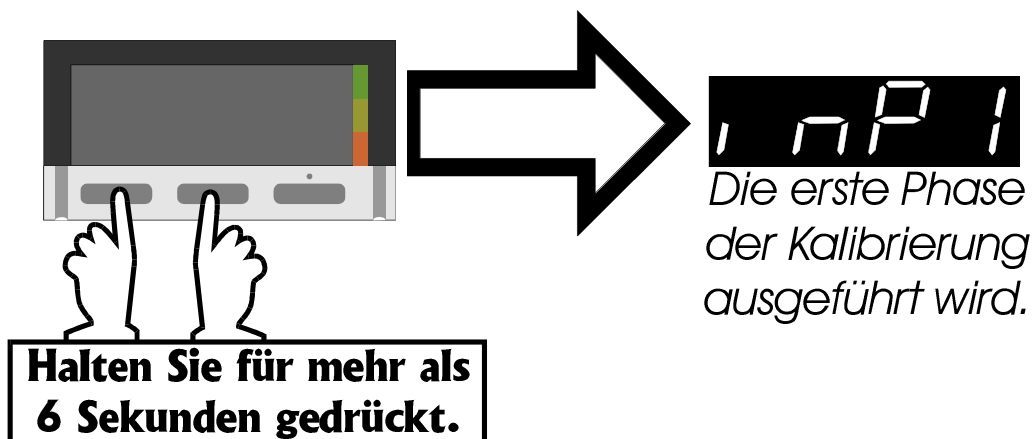 inP1
Die erste Phase
der Kalibrierung
ausgeführt wird.
Halten Sie für mehr als
6 Sekunden gedrückt.